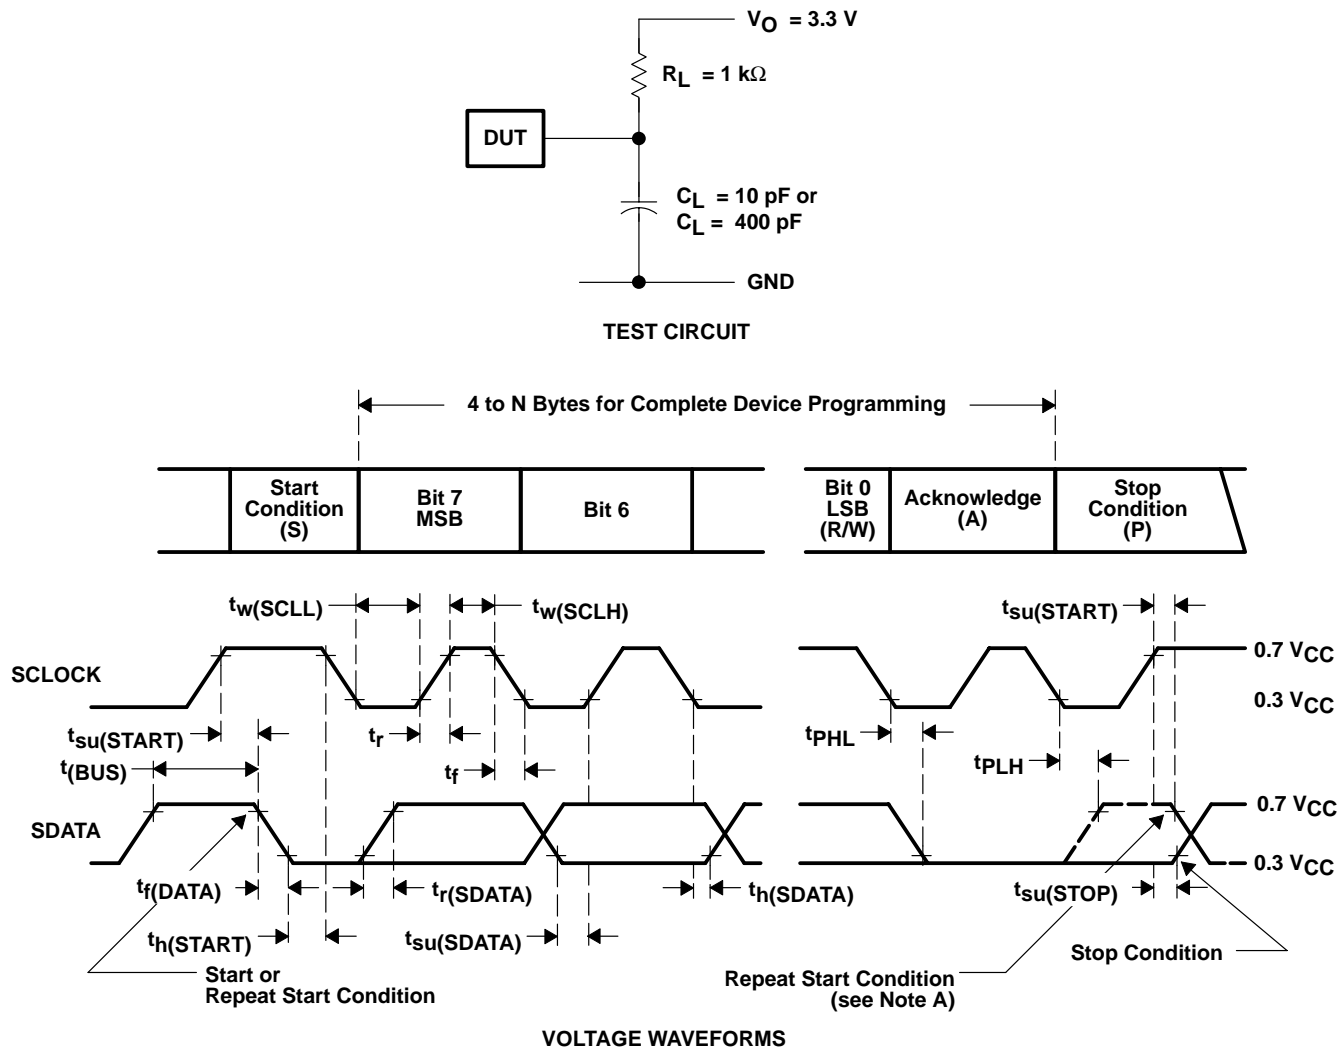 VO = 3.3 V
RL = 1 kΩ
DUT
CL = 10 pF or
CL = 400 pF
GND
TEST CIRCUIT
4 to N Bytes for Complete Device Programming
Start
Condition
(S)
Bit 7
MSB
Bit 6
Bit 0
LSB
(R/W)
Acknowledge
(A)
Stop
Condition
(P)
tw(SCLL)
tw(SCLH)
tsu(START)
SCLOCK
0.7 VCC
0.3 VCC
tsu(START)
tr
tPHL
t(BUS)
tf
tPLH
SDATA
0.7 VCC
0.3 VCC
tf(DATA)
tr(SDATA)
th(SDATA)
tsu(STOP)
th(START)
tsu(SDATA)
Stop Condition
Start or
Repeat Start Condition
Repeat Start Condition
(see Note A)
VOLTAGE WAVEFORMS